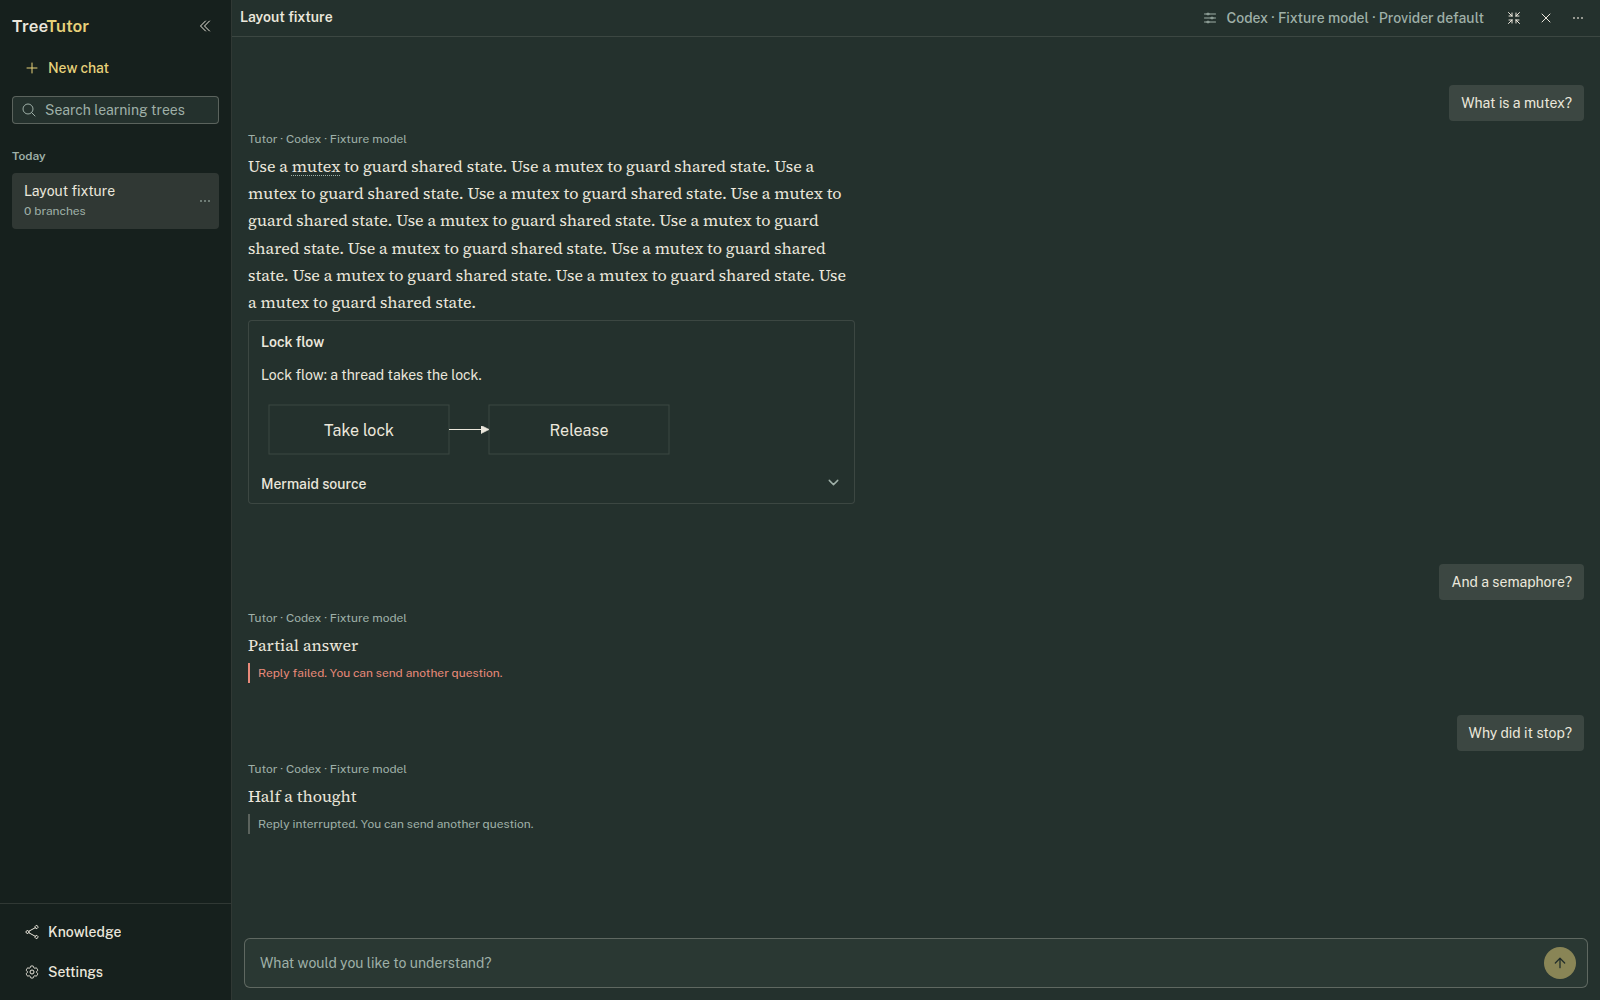 TreeTutor
New chat
Search learning trees
Today
Layout fixture
0 branches
Knowledge
Settings
Layout fixture
Codex · Fixture model · Provider default
What is a mutex?
Tutor · Codex · Fixture model
Use a mutex to guard shared state. Use a mutex to guard shared state. Use a
mutex to guard shared state. Use a mutex to guard shared state. Use a mutex to
guard shared state. Use a mutex to guard shared state. Use a mutex to guard
shared state. Use a mutex to guard shared state. Use a mutex to guard shared
state. Use a mutex to guard shared state. Use a mutex to guard shared state. Use
a mutex to guard shared state.
Lock flow
Lock flow: a thread takes the lock.
Take lock
Release
Mermaid source
And a semaphore?
Tutor · Codex · Fixture model
Partial answer
Reply failed. You can send another question.
Why did it stop?
Tutor · Codex · Fixture model
Half a thought
Reply interrupted. You can send another question.
What would you like to understand?